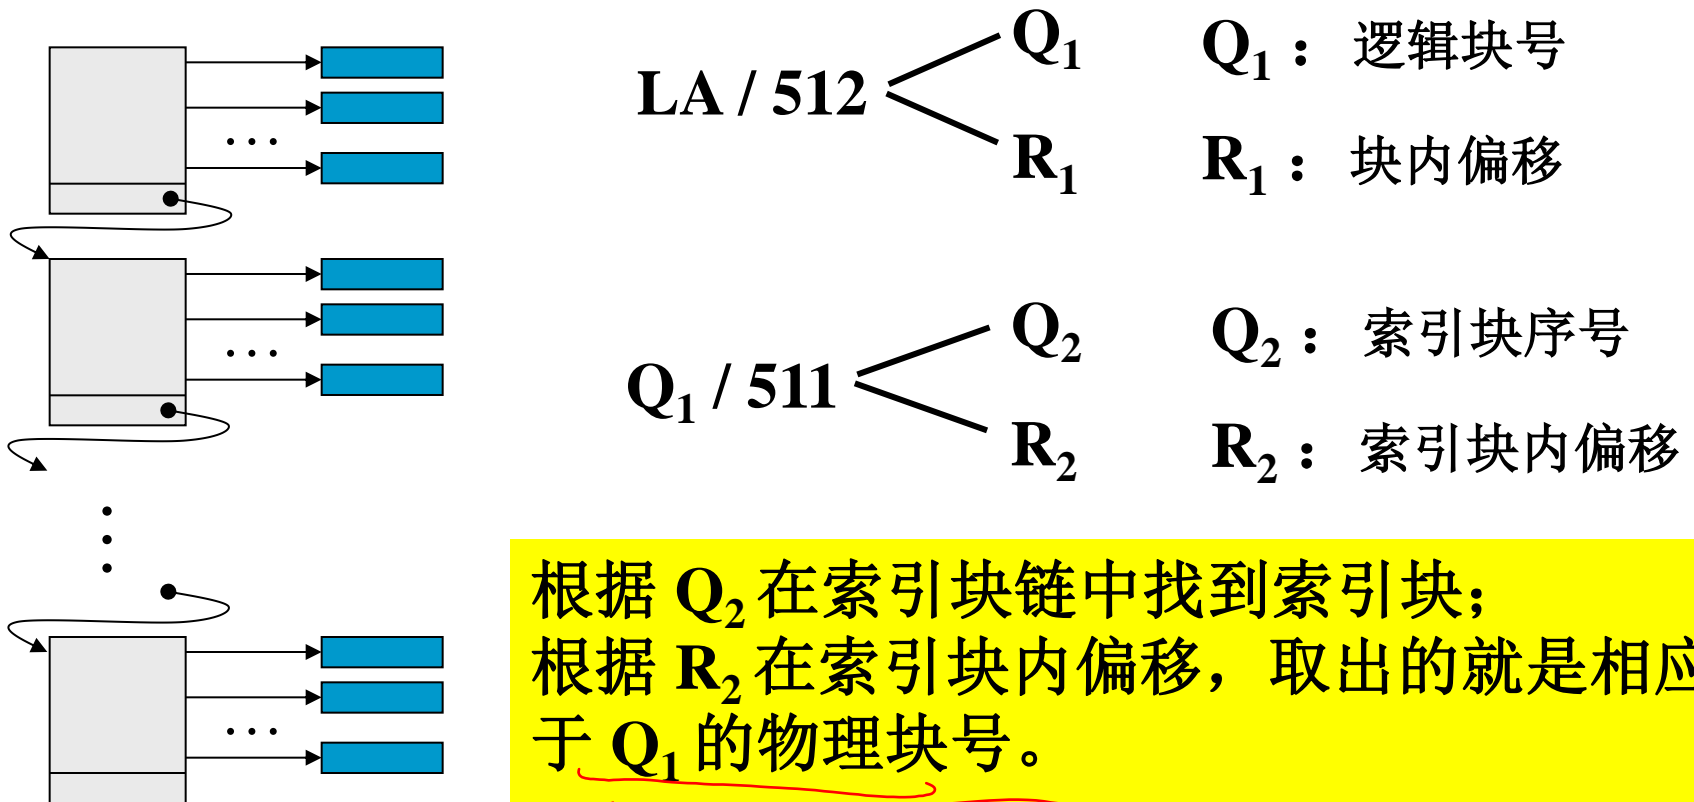 LA / 512
Q₁
Q₁： 逻辑块号
R₁
R₁： 块内偏移
Q₁ / 511
Q₂
Q₂： 索引块序号
R₂
R₂： 索引块内偏移
根据 Q₂ 在索引块链中找到索引块；
根据 R₂ 在索引块内偏移，取出的就是相应
于 Q₁ 的物理块号。